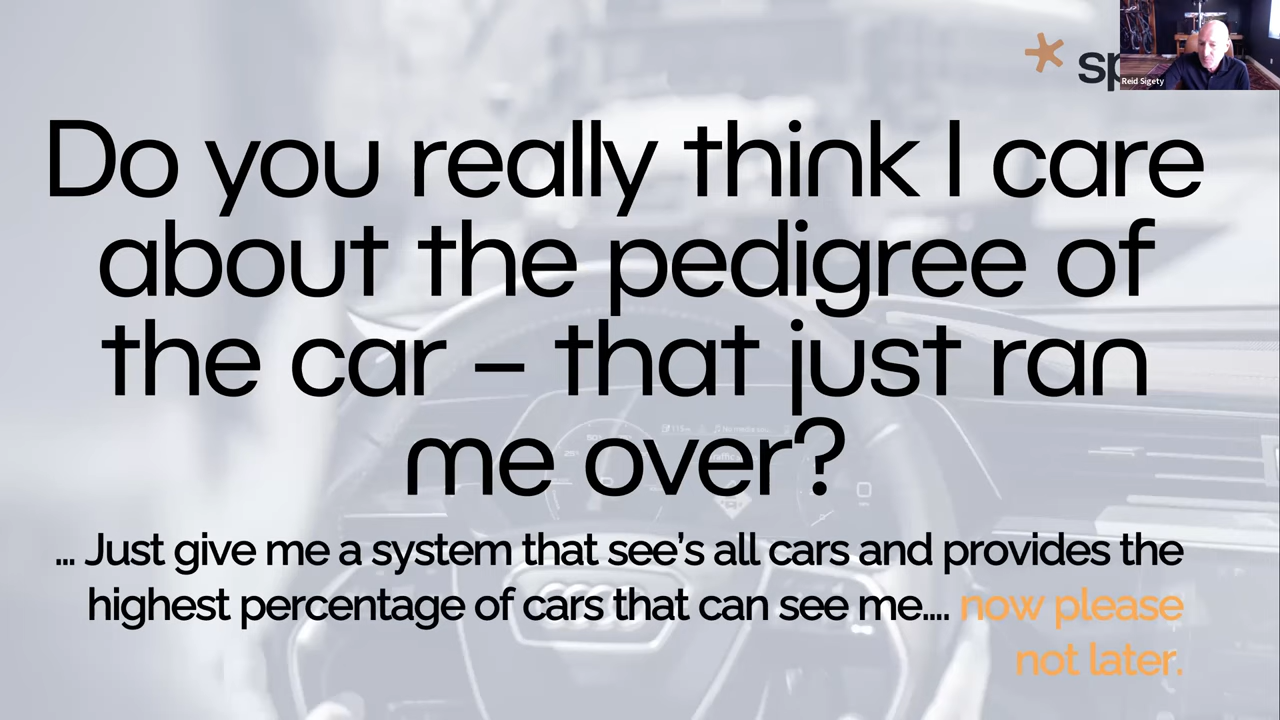 sp
Reid Sigety
Do you really think I care
about the pedigree of
the car – that just ran
me over?
... Just give me a system that see's all cars and provides the
highest percentage of cars that can see me.... now please
not later.